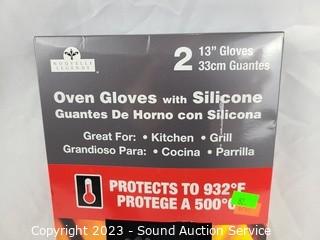 NOUVELLE
LEGENDE
2 13" Gloves
33cm Guantes
Oven Gloves with Silicone
Guantes De Horno con Silicona
Great For: • Kitchen • Grill
Grandioso Para: • Cocina • Parrilla
PROTECTS TO 932°F
PROTEGE A 500°C
Copyright 2023 - Sound Auction Service